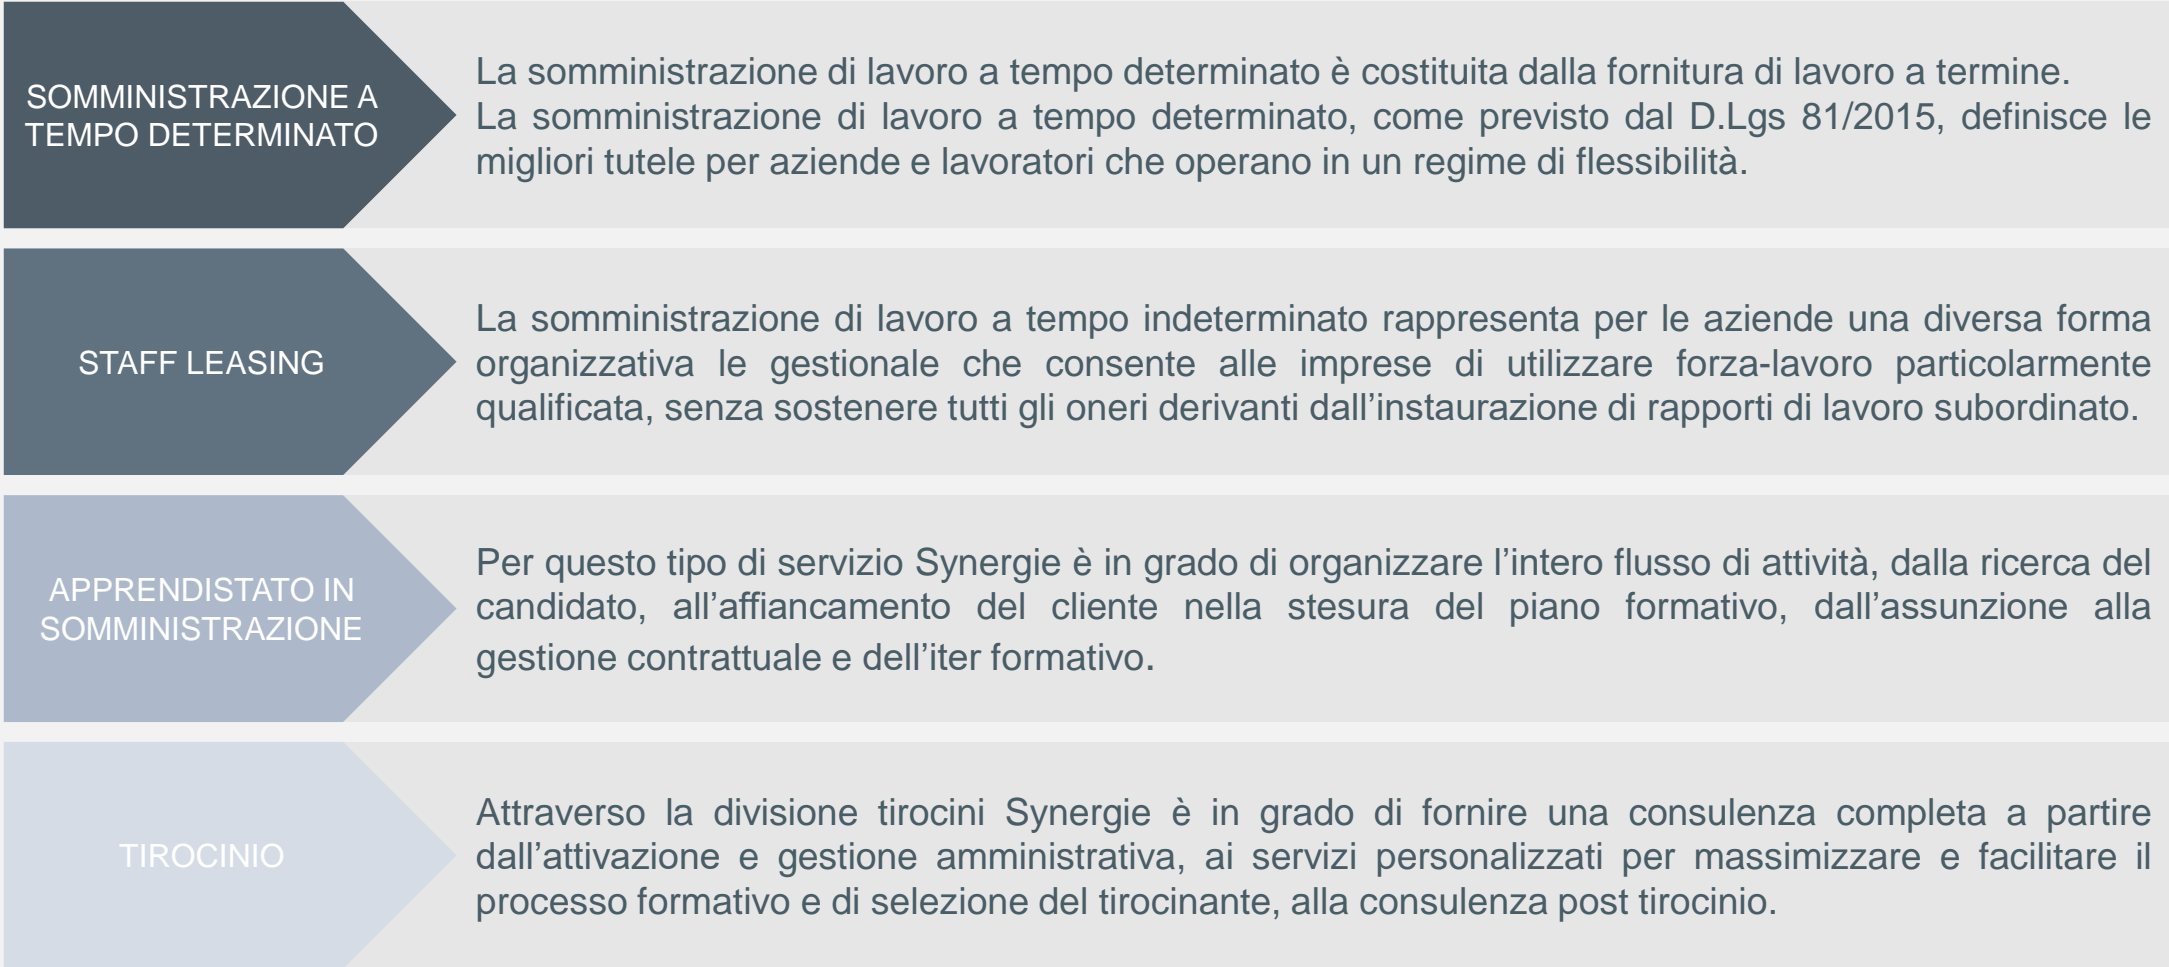 SOMMINISTRAZIONE A
TEMPO DETERMINATO
La somministrazione di lavoro a tempo determinato è costituita dalla fornitura di lavoro a termine.
La somministrazione di lavoro a tempo determinato, come previsto dal D.Lgs 81/2015, definisce le
migliori tutele per aziende e lavoratori che operano in un regime di flessibilità.
STAFF LEASING
La somministrazione di lavoro a tempo indeterminato rappresenta per le aziende una diversa forma
organizzativa le gestionale che consente alle imprese di utilizzare forza-lavoro particolarmente
qualificata, senza sostenere tutti gli oneri derivanti dall’instaurazione di rapporti di lavoro subordinato.
APPRENDISTATO IN
SOMMINISTRAZIONE
Per questo tipo di servizio Synergie è in grado di organizzare l’intero flusso di attività, dalla ricerca del
candidato, all’affiancamento del cliente nella stesura del piano formativo, dall’assunzione alla
gestione contrattuale e dell’iter formativo.
TIROCINIO
Attraverso la divisione tirocini Synergie è in grado di fornire una consulenza completa a partire
dall’attivazione e gestione amministrativa, ai servizi personalizzati per massimizzare e facilitare il
processo formativo e di selezione del tirocinante, alla consulenza post tirocinio.